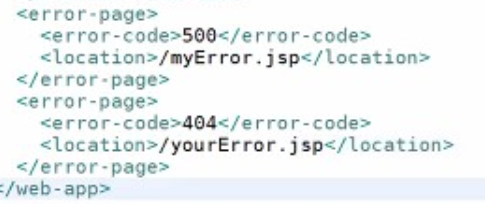 <error-page>
<error-code>500</error-code>
<location>/myError.jsp</location>
</error-page>
<error-page>
<error-code>404</error-code>
<location>/yourError.jsp</location>
</error-page>
</web-app>